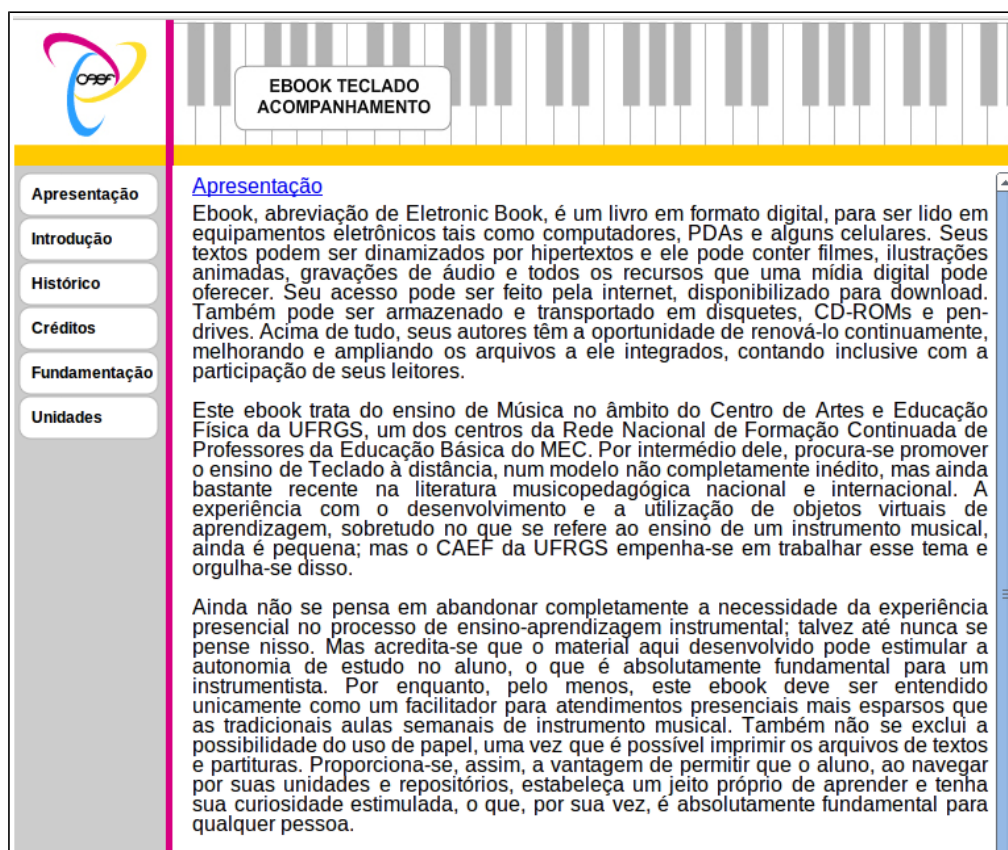 CAEF
EBOOK TECLADO
ACOMPANHAMENTO
Apresentação
Introdução
Histórico
Créditos
Fundamentação
Unidades
Apresentação
Ebook, abreviação de Eletronic Book, é um livro em formato digital, para ser lido em
equipamentos eletrônicos tais como computadores, PDAs e alguns celulares. Seus
textos podem ser dinamizados por hipertextos e ele pode conter filmes, ilustrações
animadas, gravações de áudio e todos os recursos que uma mídia digital pode
oferecer. Seu acesso pode ser feito pela internet, disponibilizado para download.
Também pode ser armazenado e transportado em disquetes, CD-ROMs e pen-
drives. Acima de tudo, seus autores têm a oportunidade de renová-lo continuamente,
melhorando e ampliando os arquivos a ele integrados, contando inclusive com a
participação de seus leitores.
Este ebook trata do ensino de Música no âmbito do Centro de Artes e Educação
Física da UFRGS, um dos centros da Rede Nacional de Formação Continuada de
Professores da Educação Básica do MEC. Por intermédio dele, procura-se promover
o ensino de Teclado à distância, num modelo não completamente inédito, mas ainda
bastante recente na literatura musicopedagógica nacional e internacional. A
experiência com o desenvolvimento e a utilização de objetos virtuais de
aprendizagem, sobretudo no que se refere ao ensino de um instrumento musical,
ainda é pequena; mas o CAEF da UFRGS empenha-se em trabalhar esse tema e
orgulha-se disso.
Ainda não se pensa em abandonar completamente a necessidade da experiência
presencial no processo de ensino-aprendizagem instrumental; talvez até nunca se
pense nisso. Mas acredita-se que o material aqui desenvolvido pode estimular a
autonomia de estudo no aluno, o que é absolutamente fundamental para um
instrumentista. Por enquanto, pelo menos, este ebook deve ser entendido
unicamente como um facilitador para atendimentos presenciais mais esparsos que
as tradicionais aulas semanais de instrumento musical. Também não se exclui a
possibilidade do uso de papel, uma vez que é possível imprimir os arquivos de textos
e partituras. Proporciona-se, assim, a vantagem de permitir que o aluno, ao navegar
por suas unidades e repositórios, estabeleça um jeito próprio de aprender e tenha
sua curiosidade estimulada, o que, por sua vez, é absolutamente fundamental para
qualquer pessoa.